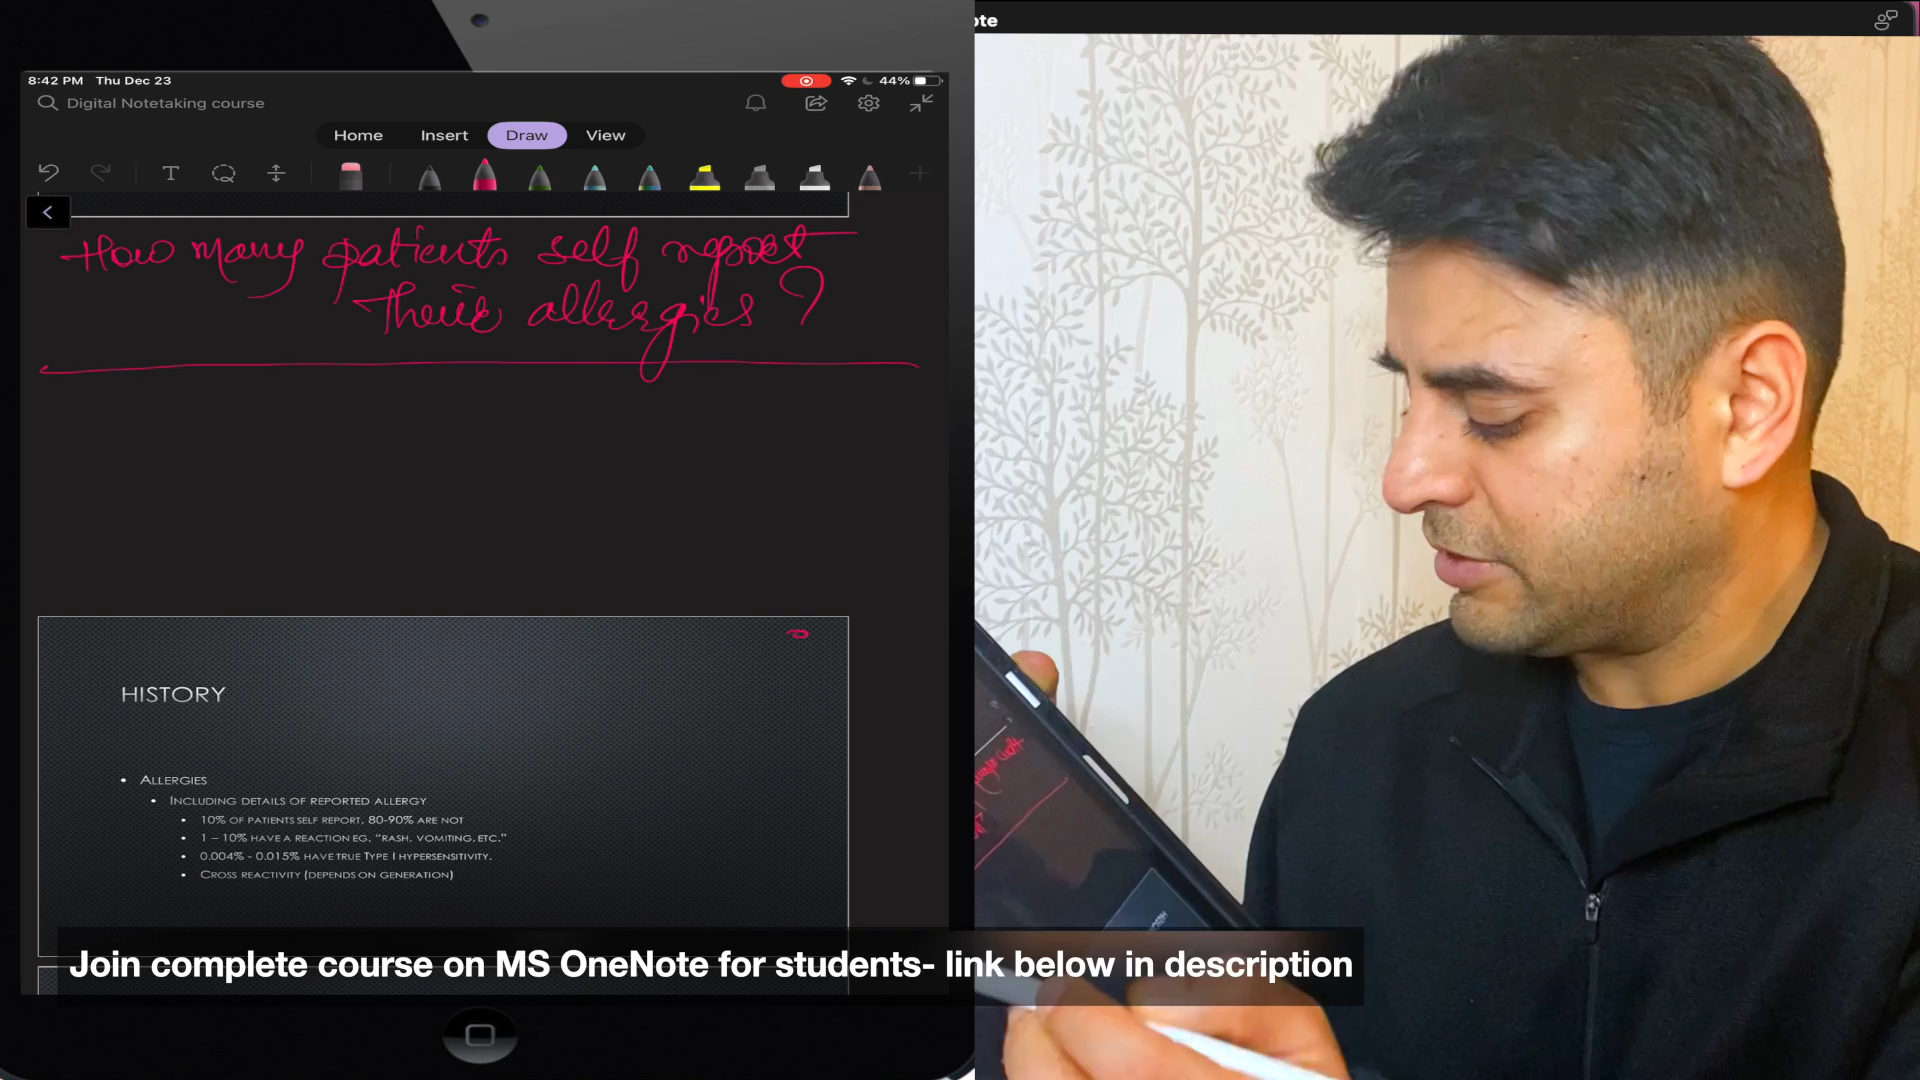 ote
8:42 PM Thu Dec 23
44%
Digital Notetaking course
Home Insert Draw View
T
How many patients self report
their allergies?
HISTORY
• ALLERGIES
• INCLUDING DETAILS OF REPORTED ALLERGY
• 10% OF PATIENTS SELF REPORT, 80-90% ARE NOT
• 1 – 10% HAVE A REACTION EG. "RASH, VOMITING, ETC."
• 0.004% - 0.015% HAVE TRUE TYPE I HYPERSENSITIVITY.
• CROSS REACTIVITY (DEPENDS ON GENERATION)
Join complete course on MS OneNote for students- link below in description